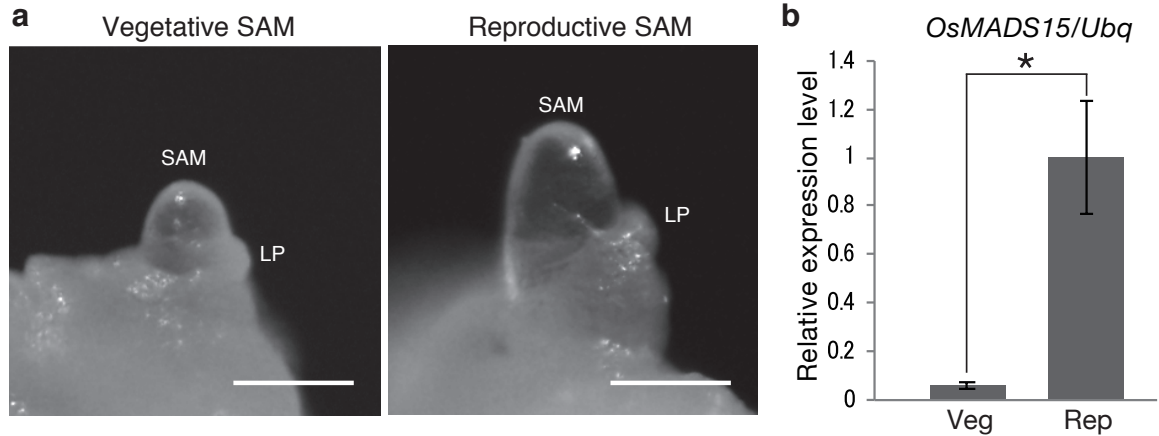 a
Vegetative SAM
Reproductive SAM
SAM
LP
SAM
LP
b
OsMADS15/Ubq
*
Relative expression level
1.4
1.2
1
0.8
0.6
0.4
0.2
0
Veg
Rep